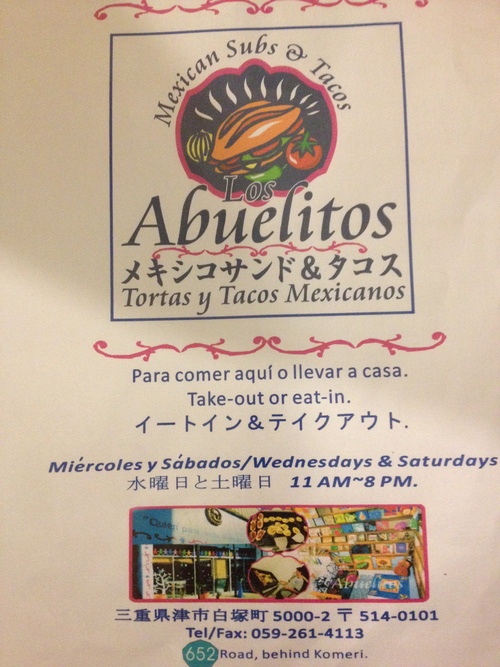 Mexican Subs & Tacos
Los
Abuelitos
メキシコサンド＆タコス
Tortas y Tacos Mexicanos
Para comer aquí o llevar a casa.
Take-out or eat-in.
イートイン＆テイクアウト.
Miércoles y Sábados/Wednesdays & Saturdays
水曜日と土曜日 11 AM~8 PM.
Abuelitos
三重県津市白塚町 5000-2 〒 514-0101
Tel/Fax: 059-261-4113
652 Road, behind Komeri.